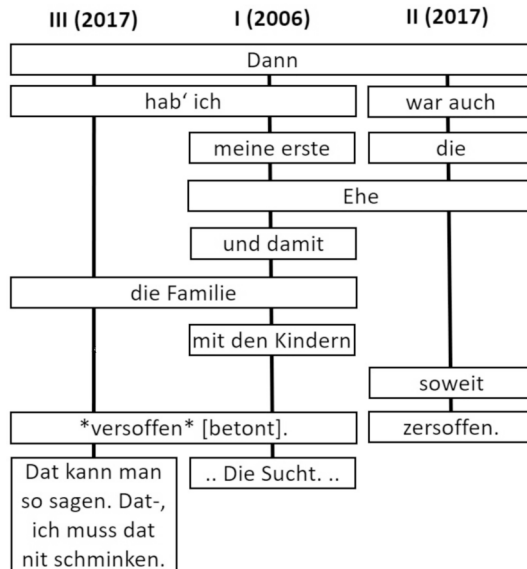 III (2017) I (2006) II (2017)
Dann
hab‘ ich war auch
meine erste die
Ehe
und damit
die Familie
mit den Kindern
soweit
*versoffen* [betont]. zersoffen.
Dat kann man
so sagen. Dat-,
ich muss dat
nit schminken.
.. Die Sucht. ..